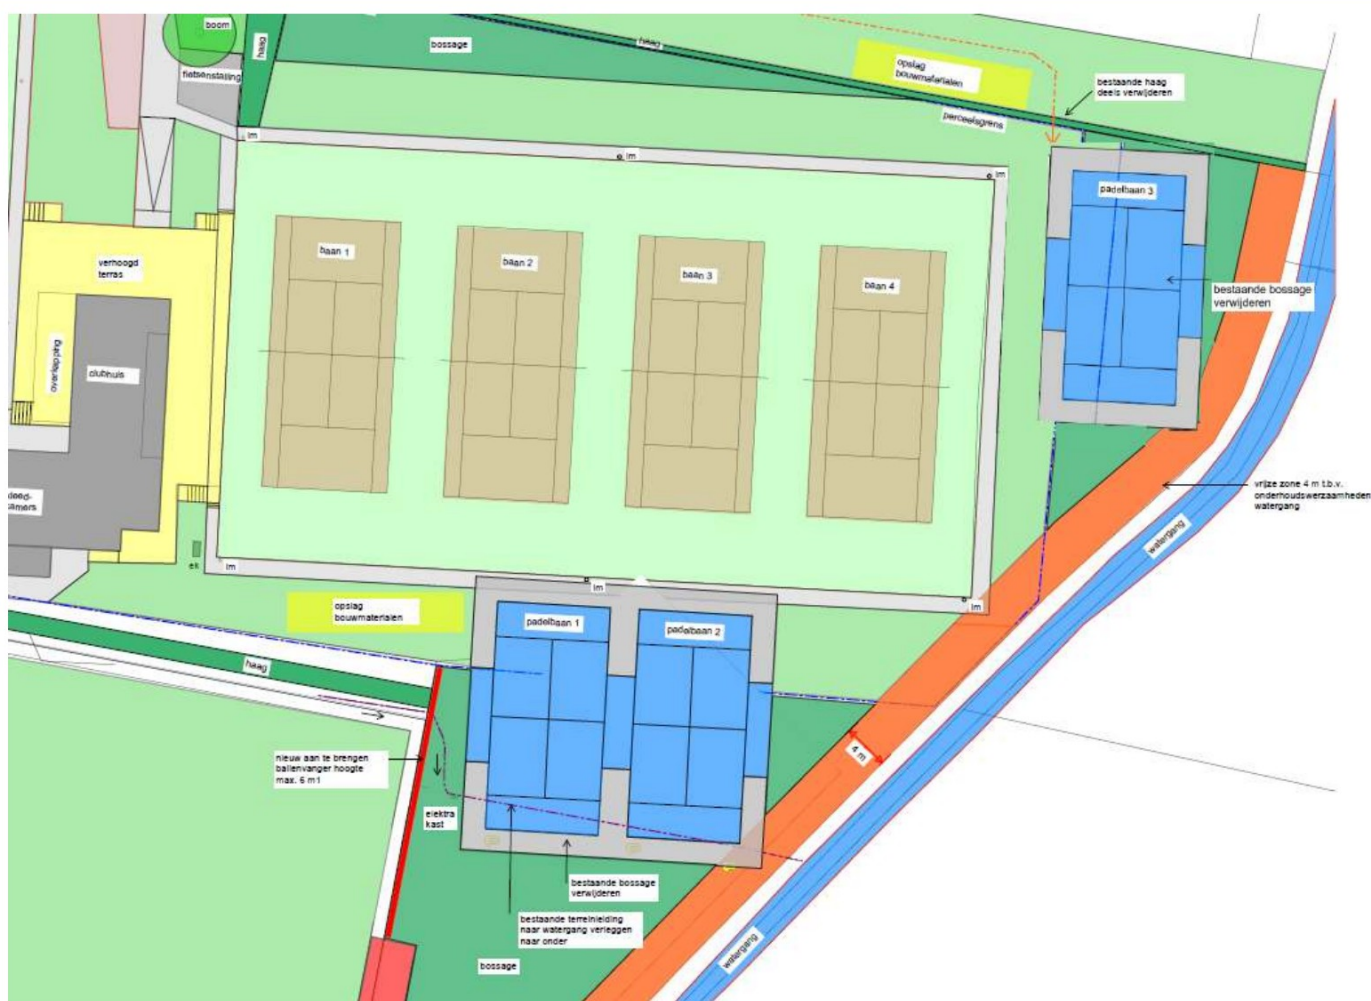 boom
haag
bossage
haag
fietsenstalling
opslag
bouwmaterialen
bestaande haag
deels verwijderen
perceelsgrens
lm
lm
lm
padelbaan 3
verhoogd
terras
baan 1
baan 2
baan 3
baan 4
bestaande bossage
verwijderen
overkapping
clubhuis
vrijze zone 4 m t.b.v.
onderhoudswerzaamheden
watergang
watergang
lm
lm
lm
opslag
bouwmaterialen
padelbaan 1
padelbaan 2
haag
4 m
nieuw aan te brengen
ballenvanger hoogte
max. 6 m1
elektra
kast
bestaande bossage
verwijderen
bestaande terreinleiding
naar watergang verleggen
naar onder
watergang
bossage